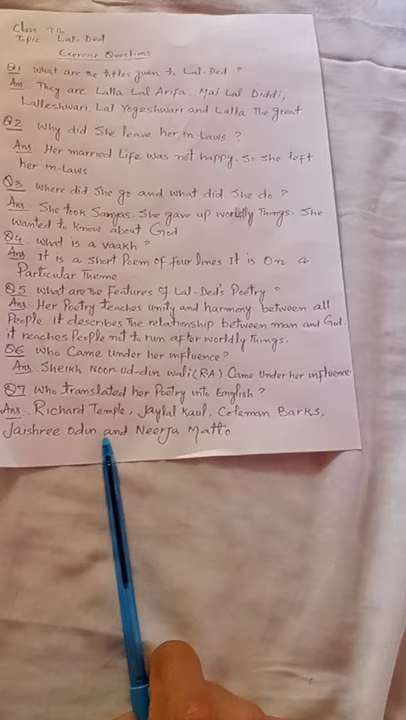 Class 7th
Topic Lal-Ded
Exercise Questions
Q1 What are the titles given to Lal-Ded ?
Ans. They are Lalla, Lal Arifa, Mai Lal Diddi,
Lalleshwari, Lal Yogeshwari and Lalla The great
Q2 Why did She leave her in-Laws ?
Ans Her married Life was not happy. So she left
her in-Laws
Q3 Where did She go and what did She do ?
Ans. She took Sanyas. She gave up worldly Things. She
wanted to know about God
Q4 What is a vaakh ?
Ans It is a short Poem of four lines It is On a
Particular Theme
Q5 What are the Features of Lal-Ded's Poetry ?
Ans. Her Poetry teaches unity and harmony between all
People It describes the relationship between man and God.
it reaches People not to run after worldly Things.
Q6 Who Came Under her influence ?
Ans. Sheikh Noor-ud-din wali (RA) Came Under her influence
Q7 Who translated her Poetry into English ?
Ans. Richard Temple, Jaylal Kaul, Coleman Barks,
Jaishree Odin and Neerja Matto